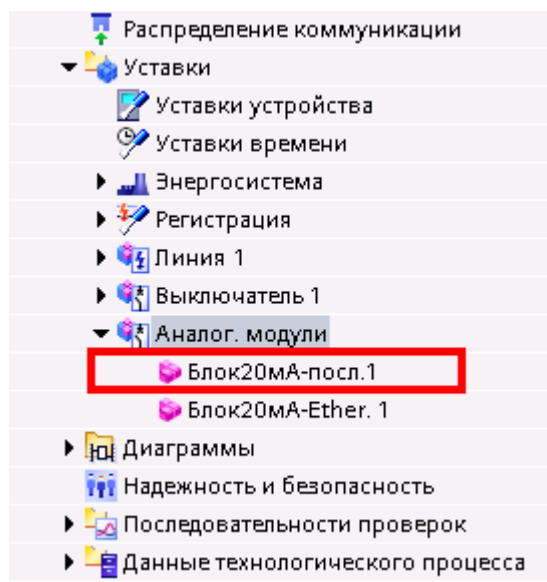 Распределение коммуникации
Уставки
Уставки устройства
Уставки времени
Энергосистема
Регистрация
Линия 1
Выключатель 1
Аналог. модули
Блок20мА-посл.1
Блок20мА-Ether. 1
Диаграммы
Надежность и безопасность
Последовательности проверок
Данные технологического процесса